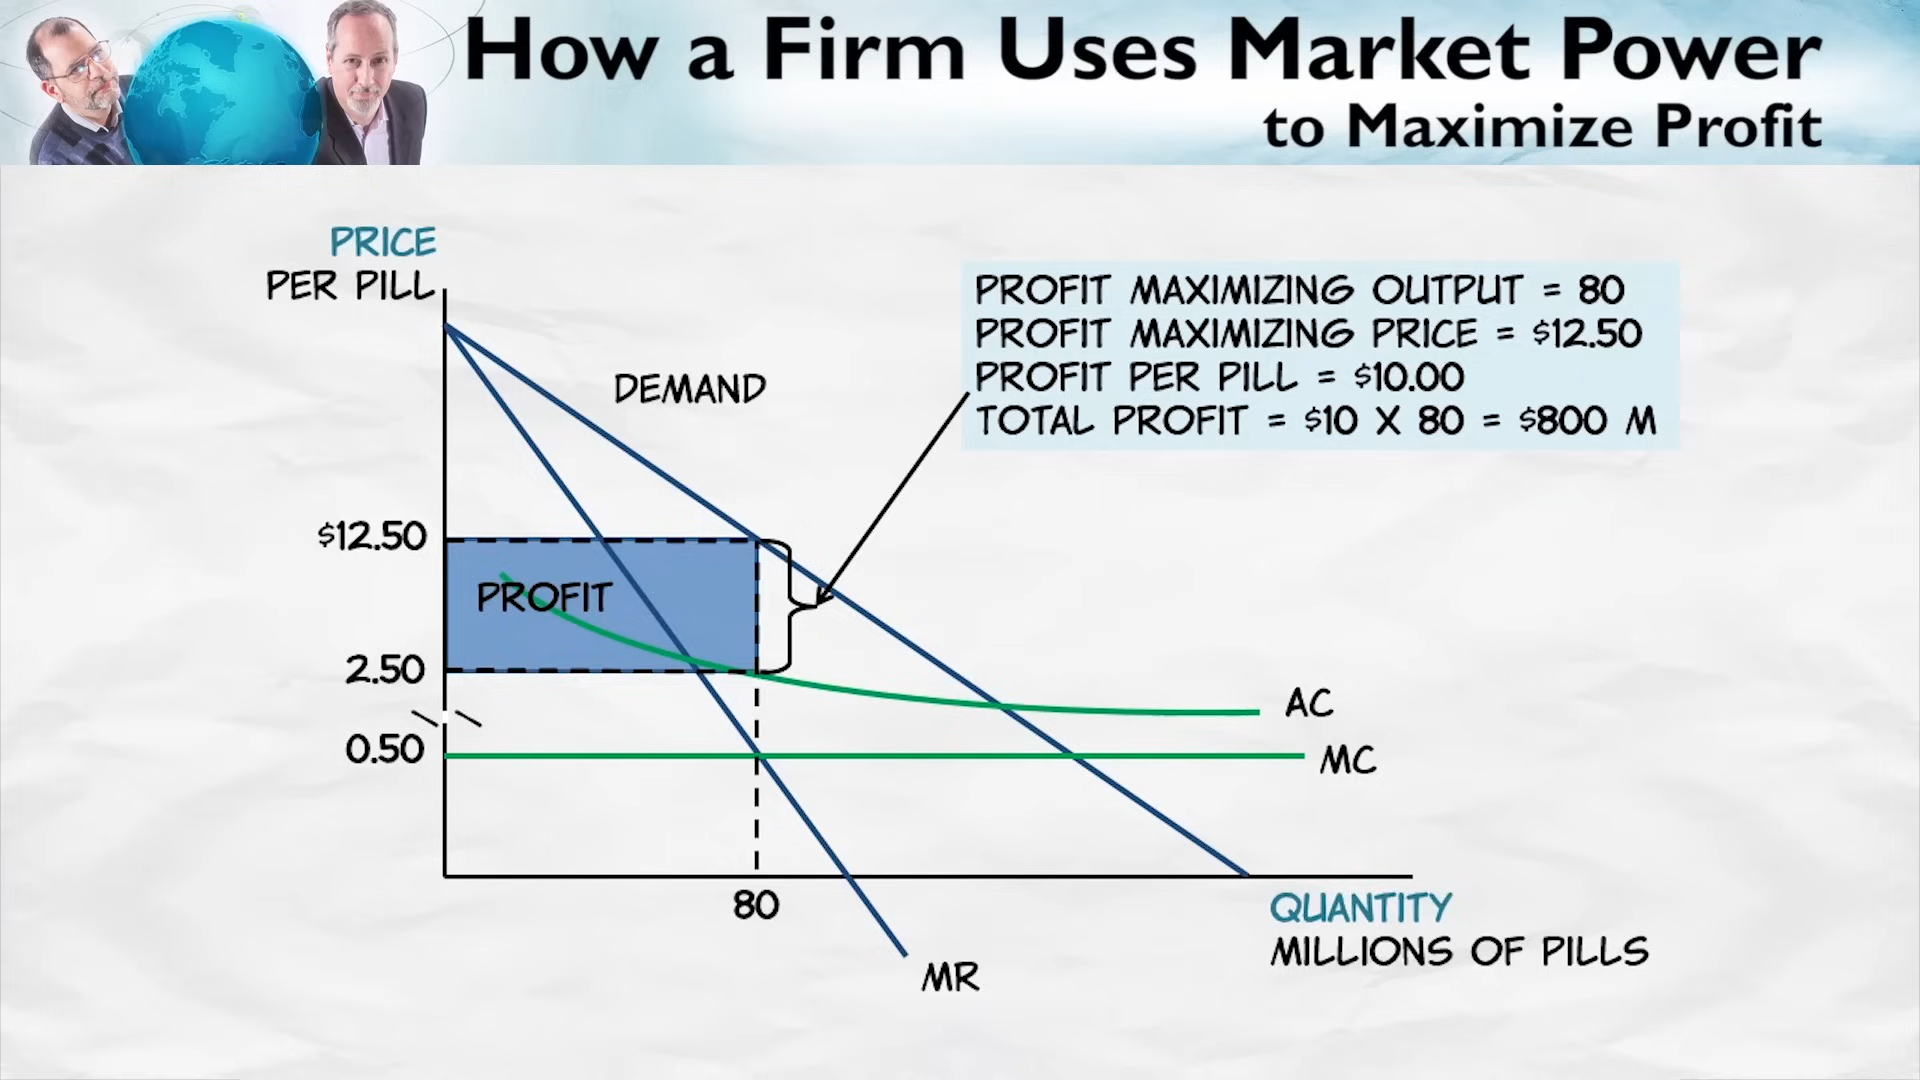 How a Firm Uses Market Power
to Maximize Profit
PRICE
PER PILL
DEMAND
PROFIT MAXIMIZING OUTPUT = 80
PROFIT MAXIMIZING PRICE = $12.50
PROFIT PER PILL = $10.00
TOTAL PROFIT = $10 X 80 = $800 M
$12.50
PROFIT
2.50
AC
0.50
MC
80
QUANTITY
MILLIONS OF PILLS
MR